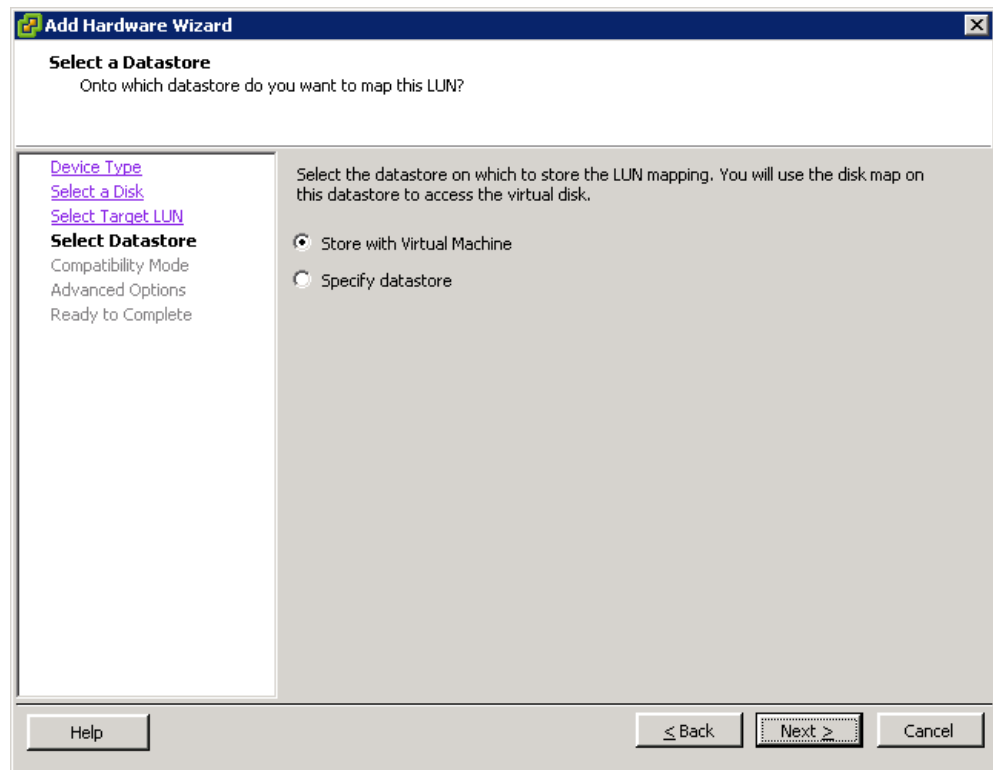 Add Hardware Wizard
Select a Datastore
Onto which datastore do you want to map this LUN?
Device Type
Select a Disk
Select Target LUN
Select Datastore
Compatibility Mode
Advanced Options
Ready to Complete
Select the datastore on which to store the LUN mapping. You will use the disk map on
this datastore to access the virtual disk.
Store with Virtual Machine
Specify datastore
Help
< Back
Next >
Cancel